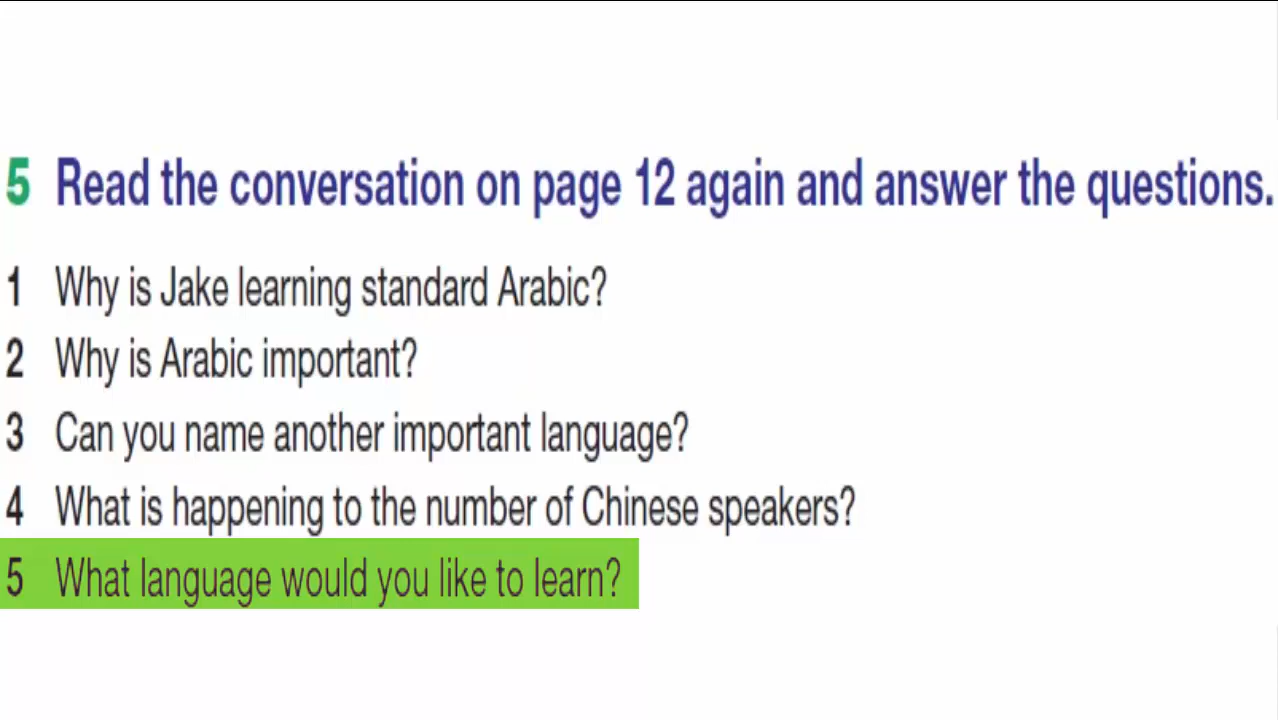 5 Read the conversation on page 12 again and answer the questions.
1 Why is Jake learning standard Arabic?
2 Why is Arabic important?
3 Can you name another important language?
4 What is happening to the number of Chinese speakers?
5 What language would you like to learn?